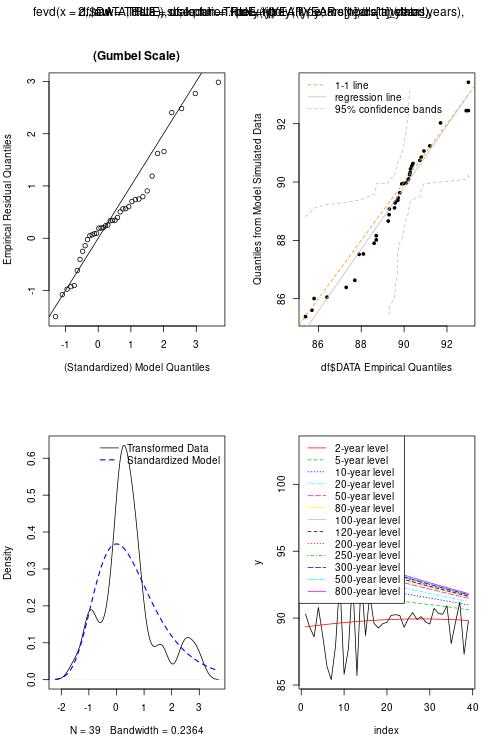 fevd(x =
(Gumbel Scale)
Empirical Residual Quantiles
-1 0 1 2 3
-1 0 1 2 3
(Standardized) Model Quantiles
1-1 line
regression line
95% confidence bands
Quantiles from Model Simulated Data
86 88 90 92
86 88 90 92
df$DATA Empirical Quantiles
Transformed Data
Standardized Model
Density
0.0 0.1 0.2 0.3 0.4 0.5 0.6
-2 -1 0 1 2 3
N = 39 Bandwidth = 0.2364
2-year level
5-year level
10-year level
20-year level
50-year level
80-year level
100-year level
120-year level
200-year level
250-year level
300-year level
500-year level
800-year level
y
85 90 95 100
0 10 20 30 40
index